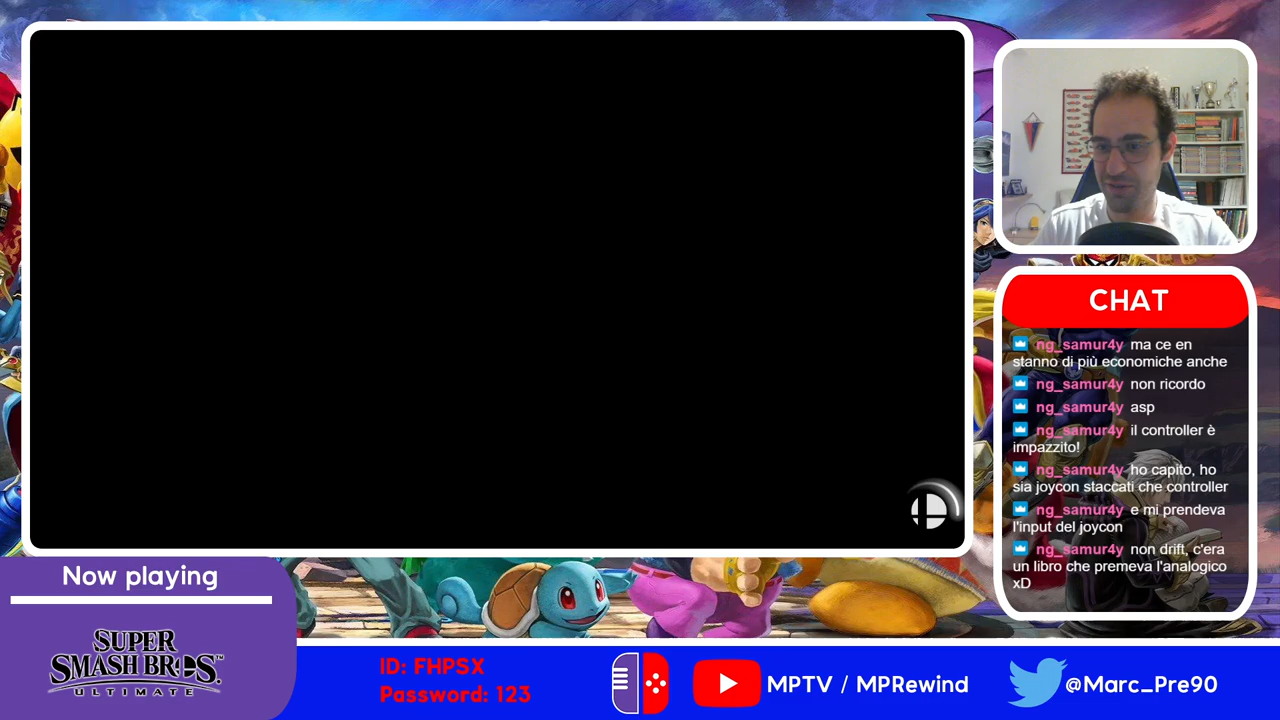 CHAT
ng_samur4y ma ce en
stanno di più economiche anche
ng_samur4y non ricordo
ng_samur4y asp
ng_samur4y il controller è
impazzito!
ng_samur4y ho capito, ho
sia joycon staccati che controller
ng_samur4y e mi prendeva
l'input del joycon
ng_samur4y non drift, c'era
un libro che premeva l'analogico
xD
Now playing
SUPER
SMASH BROS.™
ULTIMATE
ID: FHPSX
Password: 123
MPTV / MPRewind
@Marc_Pre90